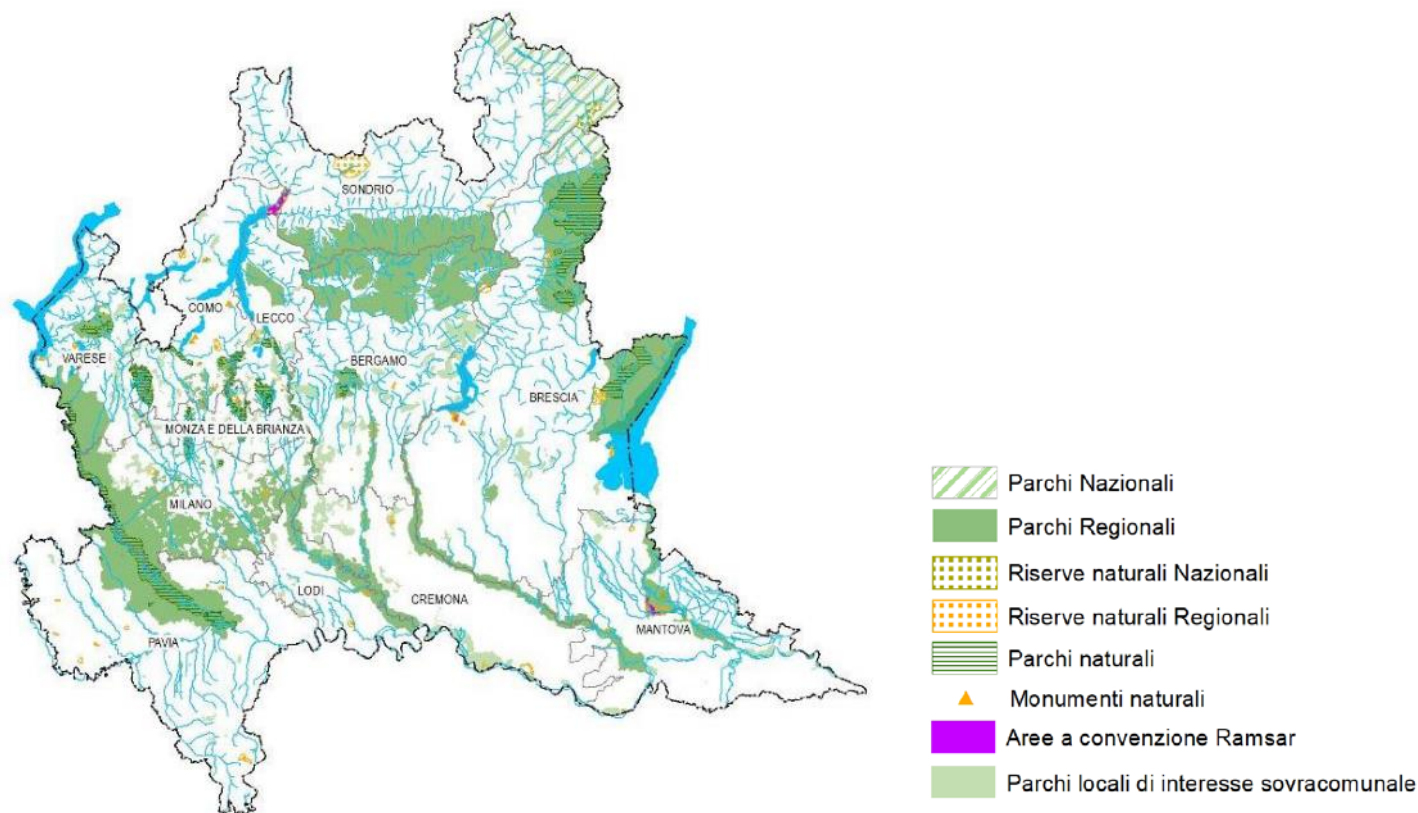 SONDRIO
COMO
LECCO
VARESE
BERGAMO
BRESCIA
MONZA E DELLA BRIANZA
MILANO
LODI
CREMONA
PAVIA
MANTOVA
Parchi Nazionali
Parchi Regionali
Riserve naturali Nazionali
Riserve naturali Regionali
Parchi naturali
Monumenti naturali
Aree a convenzione Ramsar
Parchi locali di interesse sovracomunale